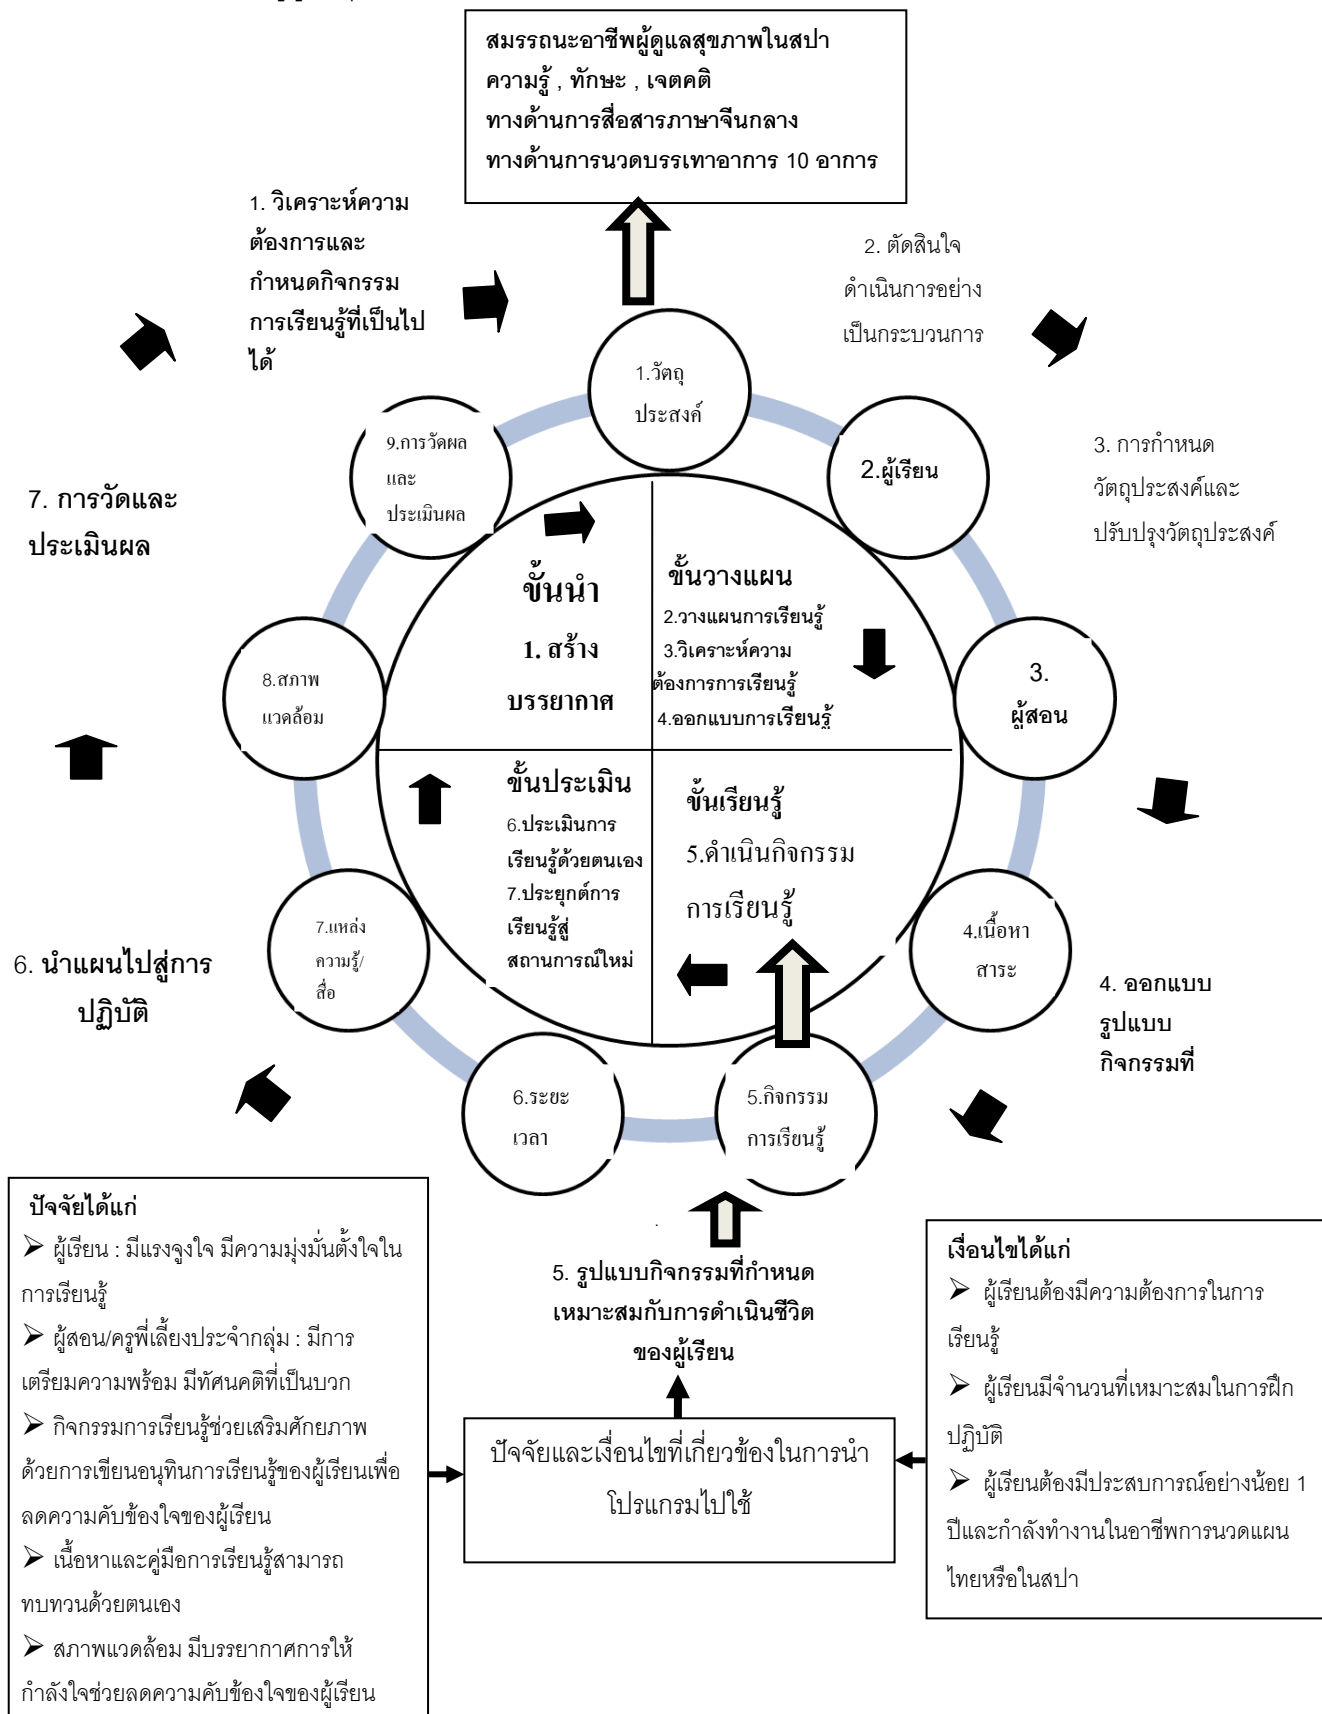 สมรรถนะอาชีพผู้ดูแลสุขภาพในสปา
ความรู้ , ทักษะ , เจตคติ
ทางด้านการสื่อสารภาษาจีนกลาง
ทางด้านการนวดบรรเทาอาการ 10 อาการ
1. วิเคราะห์ความ
ต้องการและ
กำหนดกิจกรรม
การเรียนรู้ที่เป็นไป
ได้
2. ตัดสินใจ
ดำเนินการอย่าง
เป็นกระบวนการ
3. การกำหนด
วัตถุประสงค์และ
ปรับปรุงวัตถุประสงค์
7. การวัดและ
ประเมินผล
1.วัตถุ
ประสงค์
2.ผู้เรียน
9.การวัดผล
และ
ประเมินผล
ขั้นนำ
1. สร้าง
บรรยากาศ
ขั้นวางแผน
2.วางแผนการเรียนรู้
3.วิเคราะห์ความ
ต้องการการเรียนรู้
4.ออกแบบการเรียนรู้
8.สภาพ
แวดล้อม
3.
ผู้สอน
ขั้นประเมิน
6.ประเมินการ
เรียนรู้ด้วยตนเอง
7.ประยุกต์การ
เรียนรู้สู่
สถานการณ์ใหม่
ขั้นเรียนรู้
5.ดำเนินกิจกรรม
การเรียนรู้
7.แหล่ง
ความรู้/
สื่อ
4.เนื้อหา
สาระ
6. นำแผนไปสู่การ
ปฏิบัติ
4. ออกแบบ
รูปแบบ
กิจกรรมที่
6.ระยะ
เวลา
5.กิจกรรม
การเรียนรู้
5. รูปแบบกิจกรรมที่กำหนด
เหมาะสมกับการดำเนินชีวิต
ของผู้เรียน
ปัจจัยได้แก่
➢ ผู้เรียน : มีแรงจูงใจ มีความมุ่งมั่นตั้งใจใน
การเรียนรู้
➢ ผู้สอน/ครูพี่เลี้ยงประจำกลุ่ม : มีการ
เตรียมความพร้อม มีทัศนคติที่เป็นบวก
➢ กิจกรรมการเรียนรู้ช่วยเสริมศักยภาพ
ด้วยการเขียนอนุทินการเรียนรู้ของผู้เรียนเพื่อ
ลดความคับข้องใจของผู้เรียน
➢ เนื้อหาและคู่มือการเรียนรู้สามารถ
ทบทวนด้วยตนเอง
➢ สภาพแวดล้อม มีบรรยากาศการให้
กำลังใจช่วยลดความคับข้องใจของผู้เรียน
ปัจจัยและเงื่อนไขที่เกี่ยวข้องในการนำ
โปรแกรมไปใช้
เงื่อนไขได้แก่
➢ ผู้เรียนต้องมีความต้องการในการ
เรียนรู้
➢ ผู้เรียนมีจำนวนที่เหมาะสมในการฝึก
ปฏิบัติ
➢ ผู้เรียนต้องมีประสบการณ์อย่างน้อย 1
ปีและกำลังทำงานในอาชีพการนวดแผน
ไทยหรือในสปา